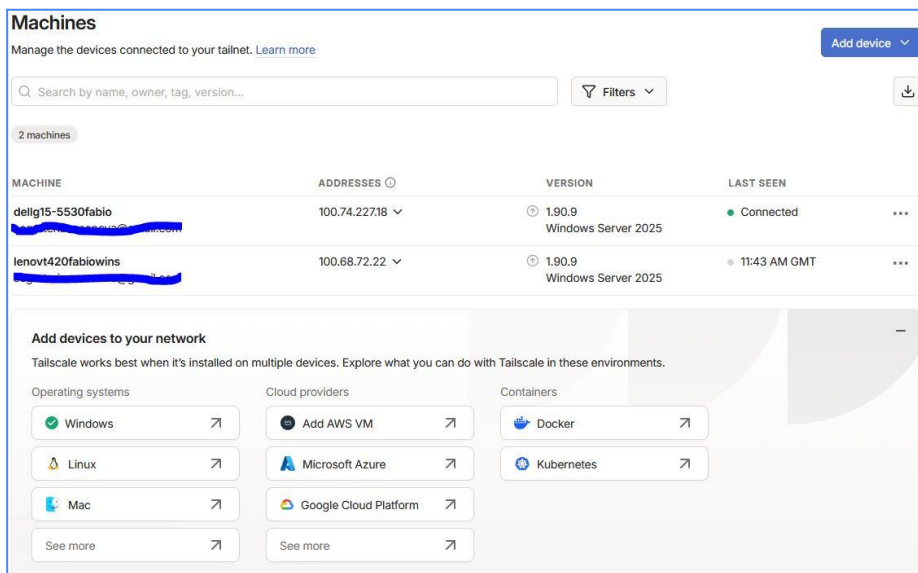 Machines
Manage the devices connected to your tailnet. Learn more
Add device
Search by name, owner, tag, version...
Filters
2 machines
MACHINE ADDRESSES VERSION LAST SEEN
dellg15-5530fabio 100.74.227.18 1.90.9 Connected
Windows Server 2025
lenovt420fabiowins 100.68.72.22 1.90.9 11:43 AM GMT
Windows Server 2025
Add devices to your network
Tailscale works best when it's installed on multiple devices. Explore what you can do with Tailscale in these environments.
Operating systems Cloud providers Containers
Windows Add AWS VM Docker
Linux Microsoft Azure Kubernetes
Mac Google Cloud Platform
See more See more